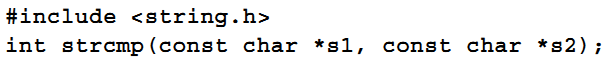 #include <string.h>
int strcmp(const char *s1, const char *s2);